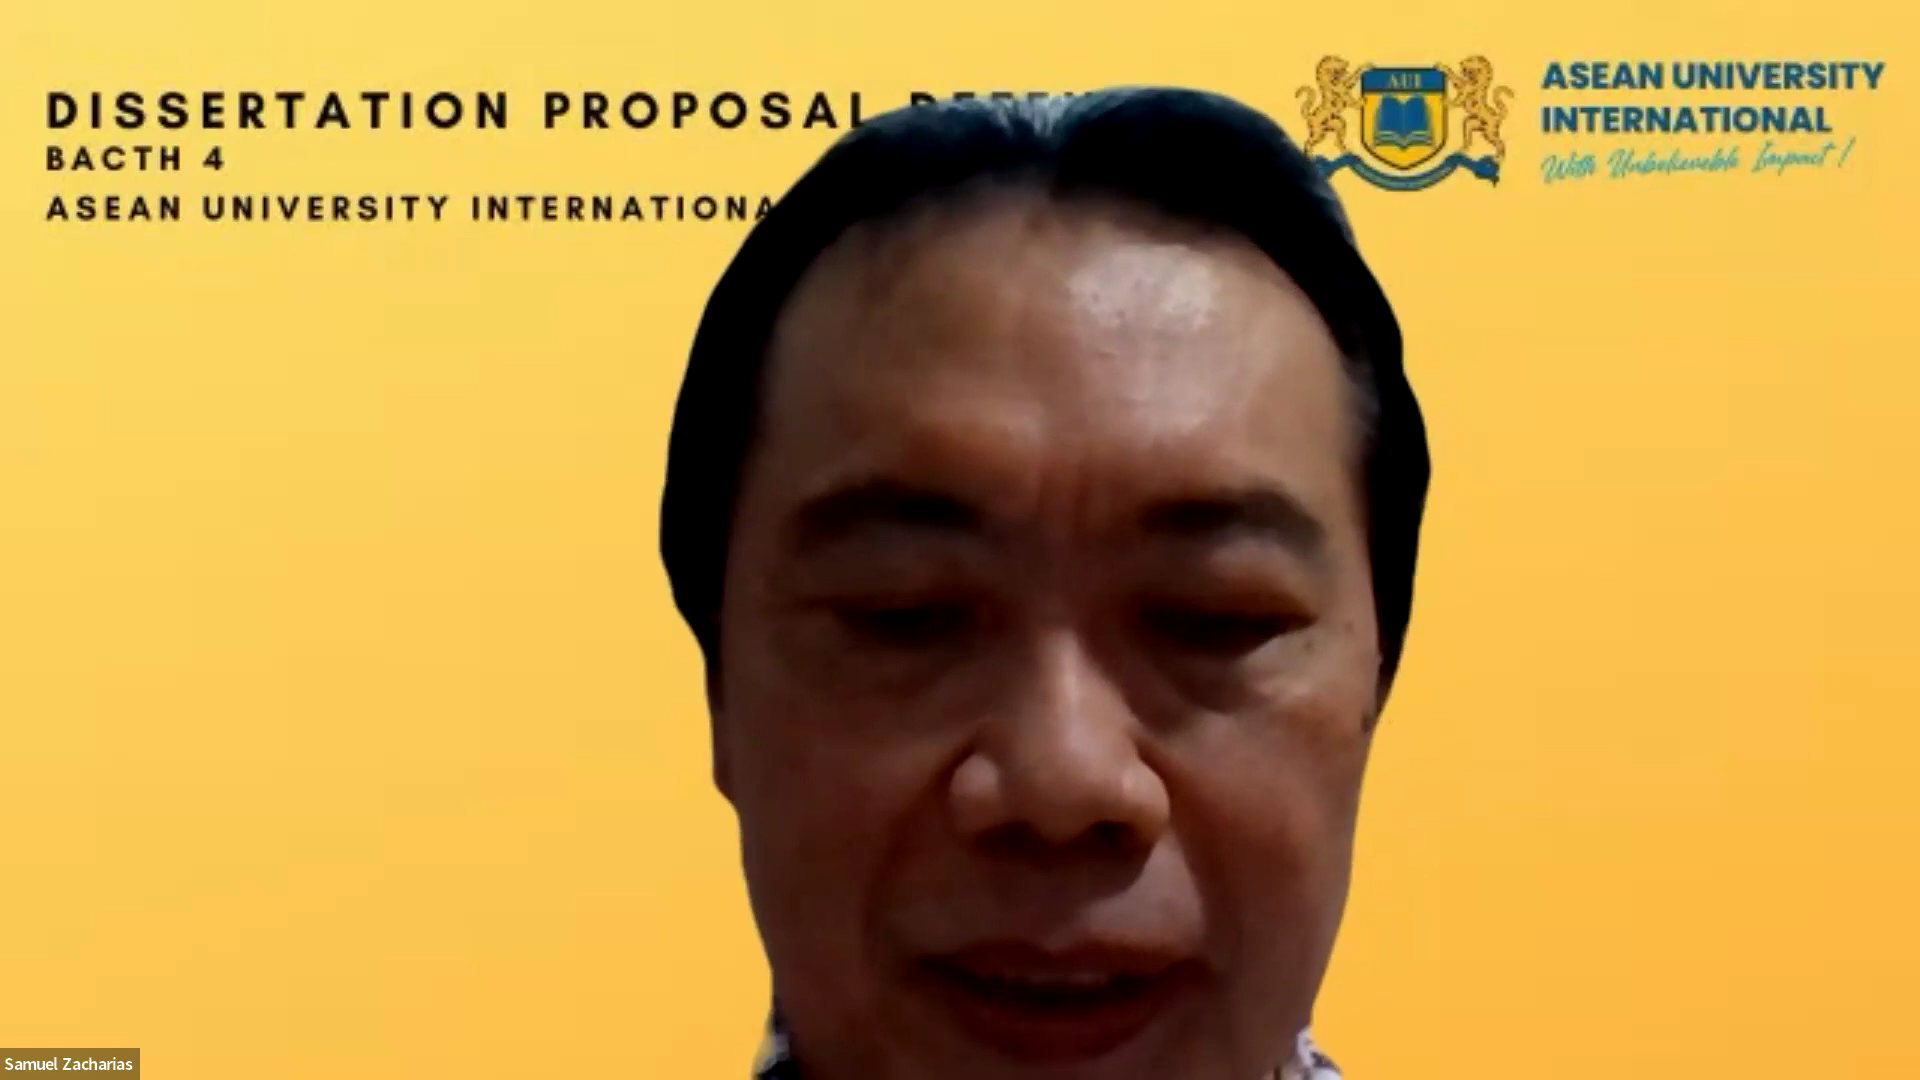 DISSERTATION PROPOSAL
BACTH 4
ASEAN UNIVERSITY INTERNATIONA
AUI
ASEAN UNIVERSITY
INTERNATIONAL
With Unbelievable Impact !
Samuel Zacharias